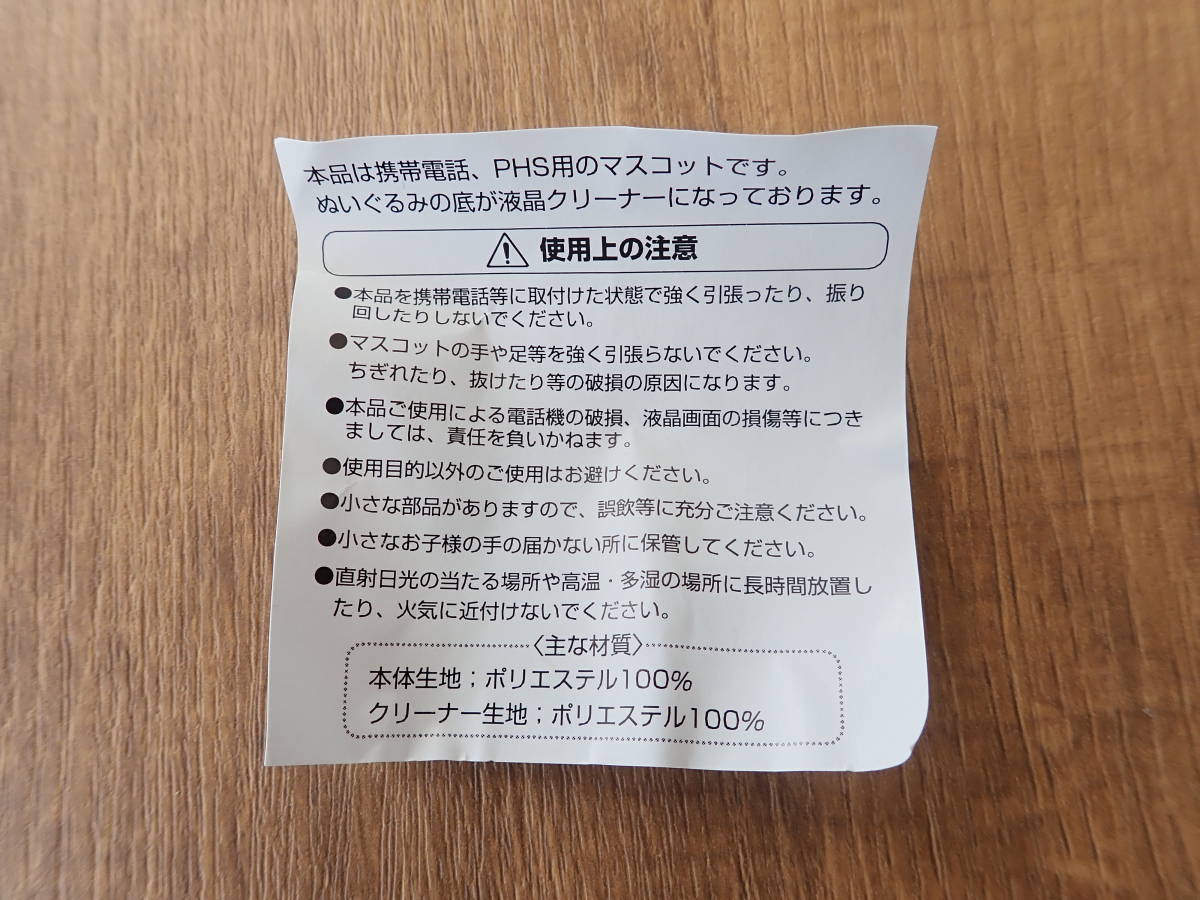 本品は携帯電話、PHS用のマスコットです。
ぬいぐるみの底が液晶クリーナーになっております。
使用上の注意
●本品を携帯電話等に取付けた状態で強く引張ったり、振り
回したりしないでください。
●マスコットの手や足等を強く引張らないでください。
ちぎれたり、抜けたり等の破損の原因になります。
●本品ご使用による電話機の破損、液晶画面の損傷等につき
ましては、責任を負いかねます。
●使用目的以外のご使用はお避けください。
●小さな部品がありますので、誤飲等に充分ご注意ください。
●小さなお子様の手の届かない所に保管してください。
●直射日光の当たる場所や高温・多湿の場所に長時間放置し
たり、火気に近付けないでください。
〈主な材質〉
本体生地；ポリエステル100%
クリーナー生地；ポリエステル100%